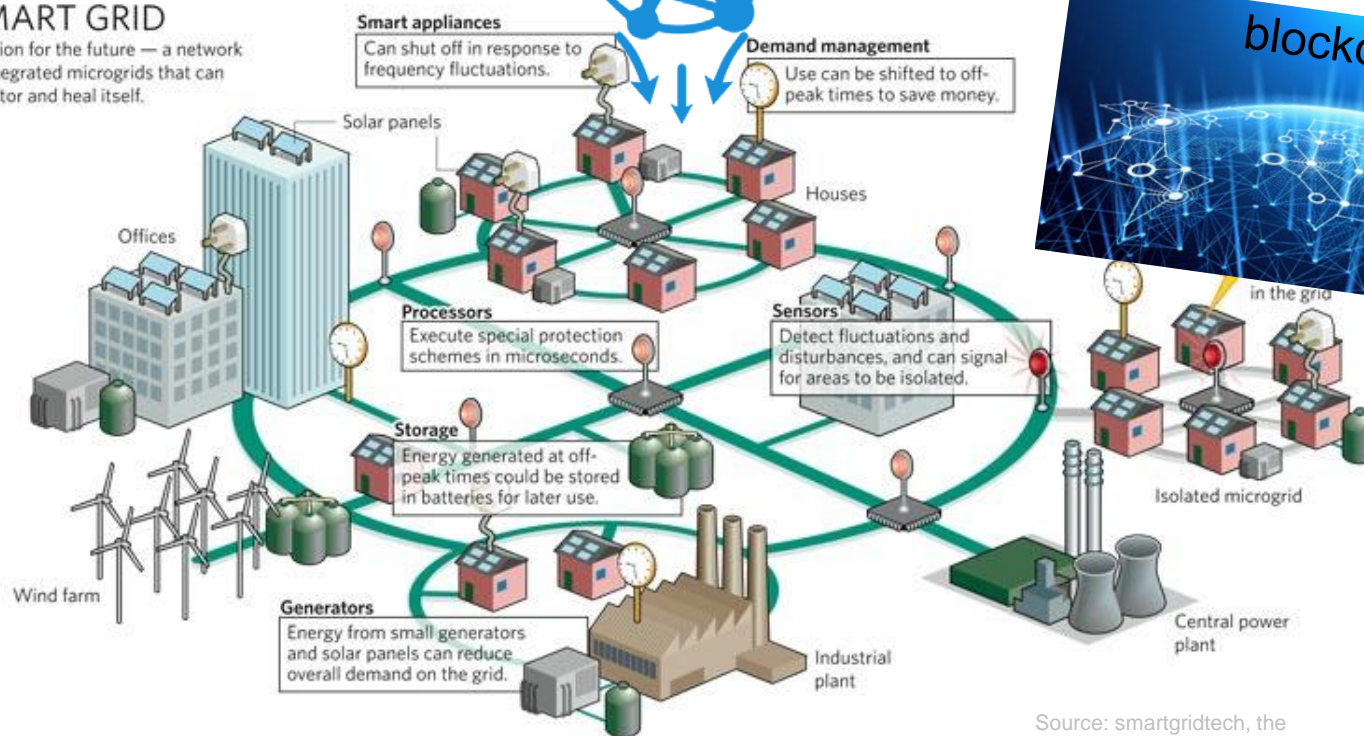 MART GRID
ion for the future — a network
egrated microgrids that can
tor and heal itself.
Smart appliances
Can shut off in response to
frequency fluctuations.
Demand management
Use can be shifted to off-
peak times to save money.
blockc
Solar panels
Houses
Offices
in the grid
Processors
Execute special protection
schemes in microseconds.
Sensors
Detect fluctuations and
disturbances, and can signal
for areas to be isolated.
Storage
Energy generated at off-
peak times could be stored
in batteries for later use.
Isolated microgrid
Wind farm
Generators
Energy from small generators
and solar panels can reduce
overall demand on the grid.
Industrial
plant
Central power
plant
Source: smartgridtech, the